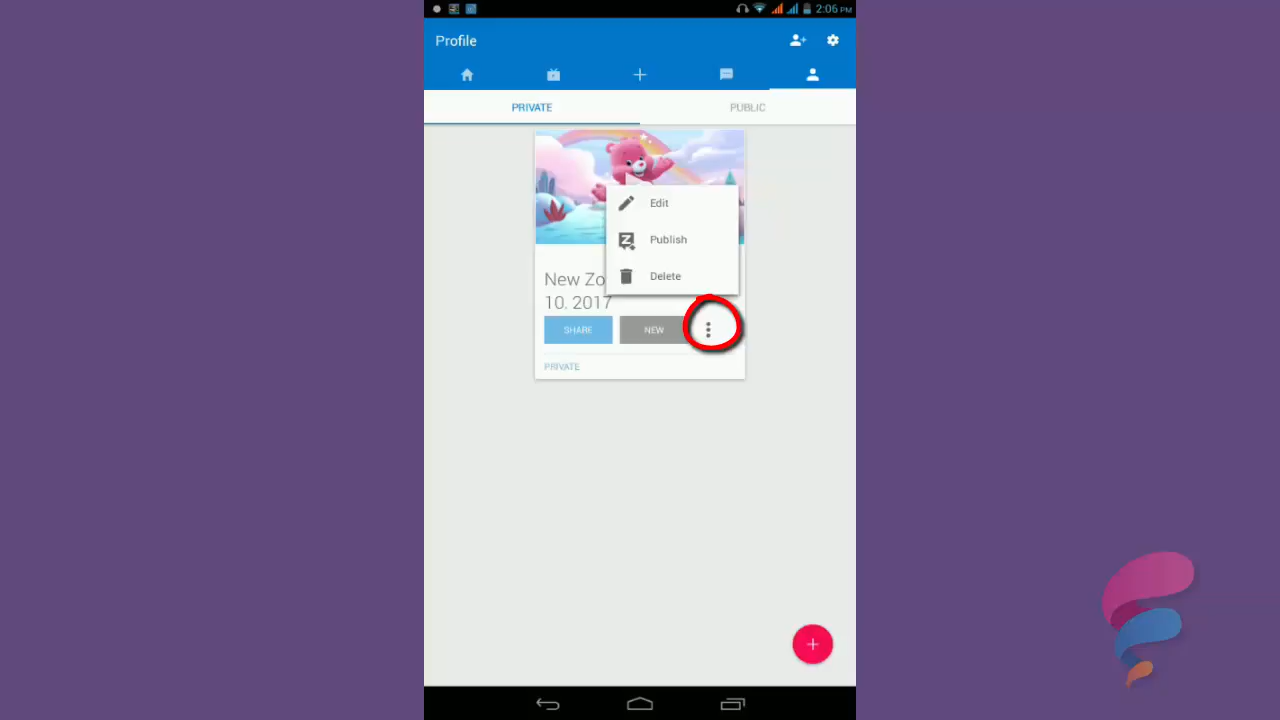 2:06 PM
Profile
PRIVATE
PUBLIC
Edit
Publish
Delete
New Zo
10. 2017
SHARE
NEW
PRIVATE